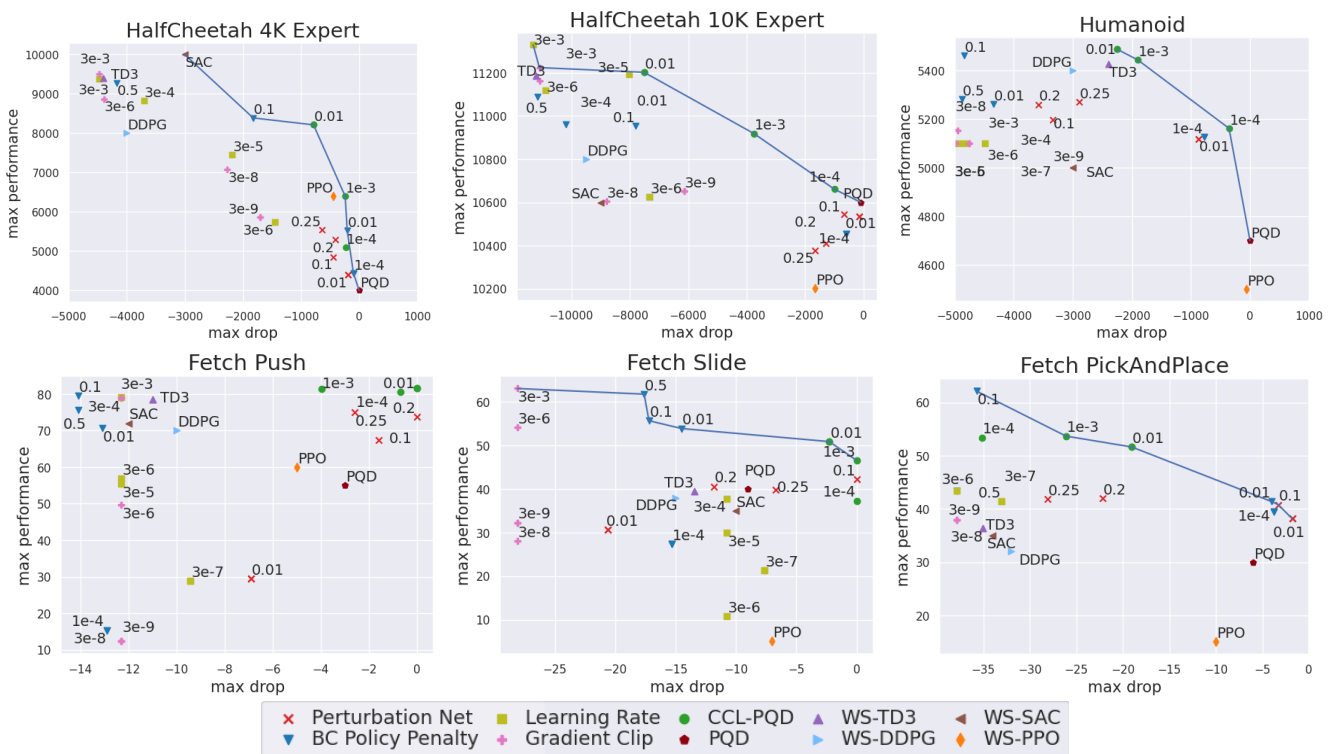 HalfCheetah 4K Expert
max performance
10000
9000
8000
7000
6000
5000
4000
−5000 −4000 −3000 −2000 −1000 0 1000
max drop
3e-3
TD3
3e-3
0.5
3e-6
3e-4
SAC
DDPG
0.1
0.01
3e-5
3e-8
PPO
1e-3
3e-9
3e-6
0.25
0.01
0.2
1e-4
0.1
0.01
1e-4
PQD
HalfCheetah 10K Expert
max performance
11200
11000
10800
10600
10400
10200
−10000 −8000 −6000 −4000 −2000 0
max drop
3e-3
3e-3
3e-5
0.01
TD3
3e-6
0.5
3e-4
0.01
0.1
1e-3
DDPG
SAC
3e-8
3e-6
3e-9
1e-4
PQD
0.1
0.2
0.01
1e-4
0.25
PPO
Humanoid
max performance
5400
5200
5000
4800
4600
−5000 −4000 −3000 −2000 −1000 0 1000
max drop
0.1
0.01
1e-3
DDPG
TD3
0.5
0.01
0.2
0.25
3e-8
3e-3
0.1
3e-4
1e-4
1e-4
0.01
3e-6
3e-7
3e-9
SAC
PQD
PPO
Fetch Push
max performance
80
70
60
50
40
30
20
10
−14 −12 −10 −8 −6 −4 −2 0
max drop
0.1
3e-3
3e-4
TD3
0.5
SAC
0.01
DDPG
1e-3
0.01
1e-4
0.2
0.25
0.1
PPO
PQD
3e-6
3e-5
3e-6
3e-7
0.01
1e-4
3e-8
3e-9
Fetch Slide
max performance
60
50
40
30
20
10
−25 −20 −15 −10 −5 0
max drop
3e-3
0.5
3e-6
0.1
0.01
0.01
1e-3
0.2
PQD
0.1
TD3
0.25
DDPG
3e-4
SAC
1e-4
3e-9
0.01
3e-8
1e-4
3e-5
3e-7
3e-6
PPO
Fetch PickAndPlace
max performance
60
50
40
30
20
−35 −30 −25 −20 −15 −10 −5 0
max drop
0.1
1e-4
1e-3
0.01
3e-6
3e-7
0.5
0.25
0.2
0.01
0.1
3e-9
1e-4
0.01
3e-8
TD3
SAC
DDPG
PQD
PPO
Perturbation Net
Learning Rate
CCL-PQD
WS-TD3
WS-SAC
BC Policy Penalty
Gradient Clip
PQD
WS-DDPG
WS-PPO